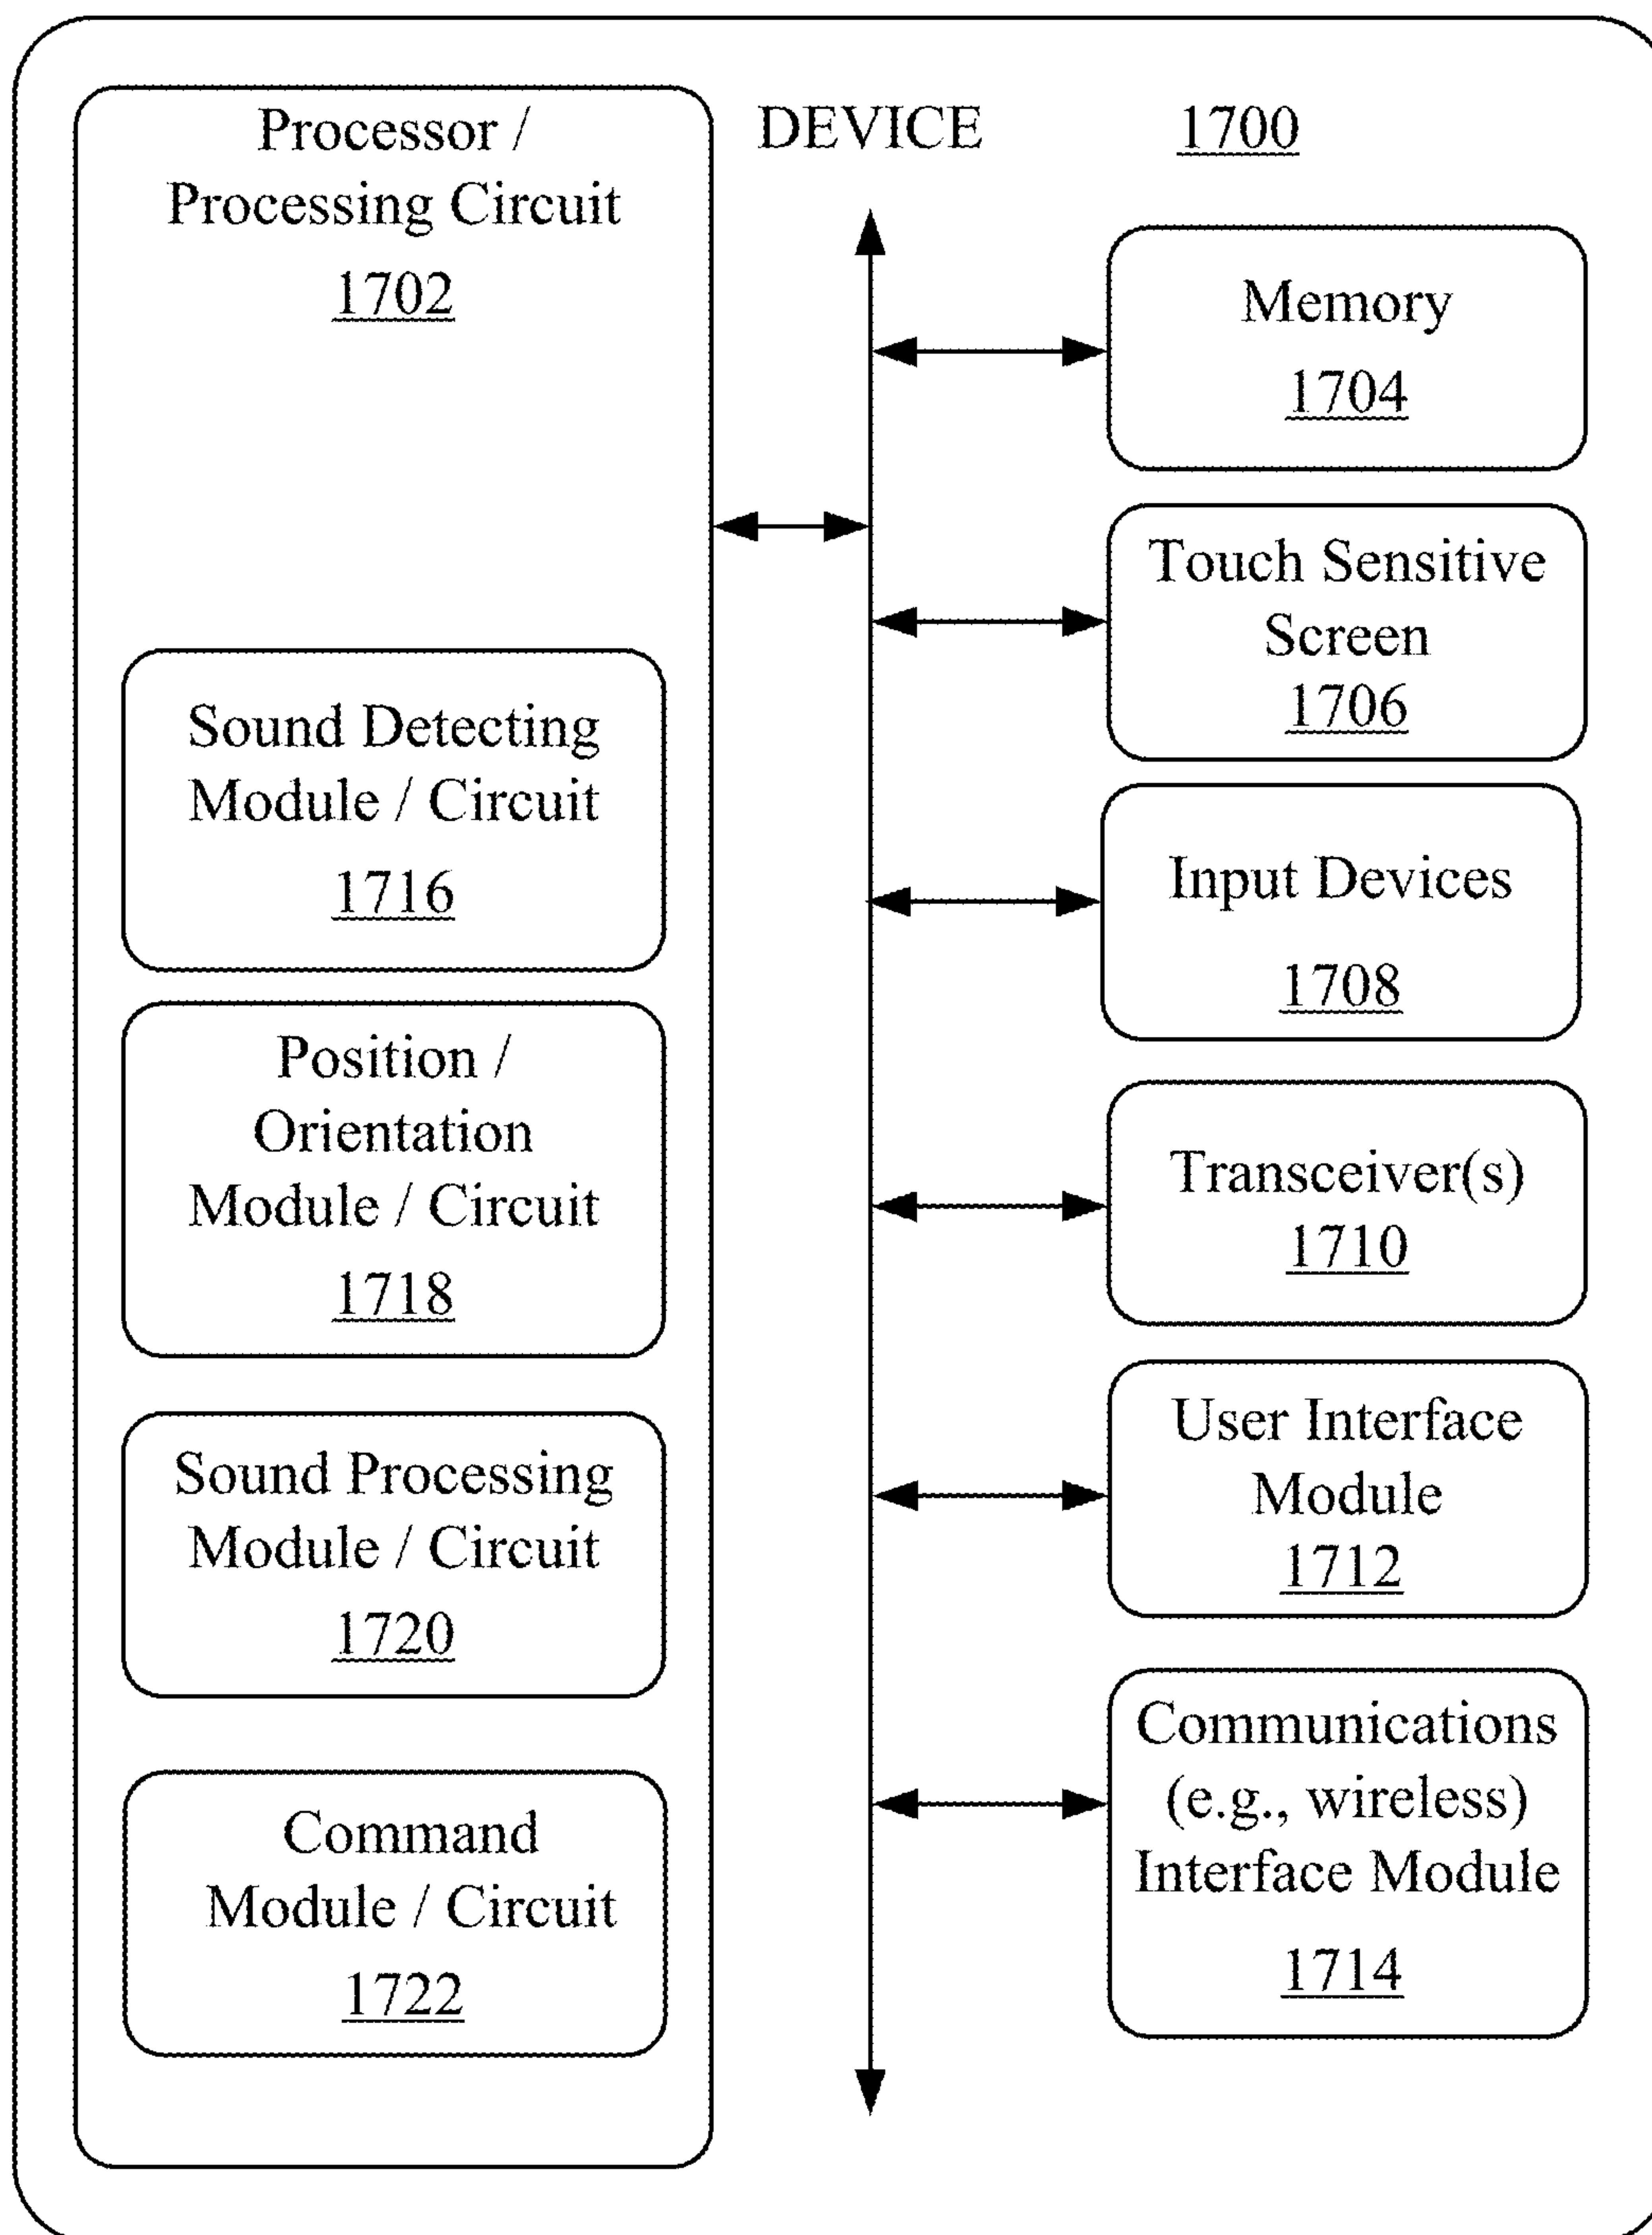 Processor /
Processing Circuit
1702
DEVICE 1700
Memory
1704
Touch Sensitive
Screen
1706
Sound Detecting
Module / Circuit
1716
Input Devices
1708
Position /
Orientation
Module / Circuit
1718
Transceiver(s)
1710
Sound Processing
Module / Circuit
1720
User Interface
Module
1712
Command
Module / Circuit
1722
Communications
(e.g., wireless)
Interface Module
1714